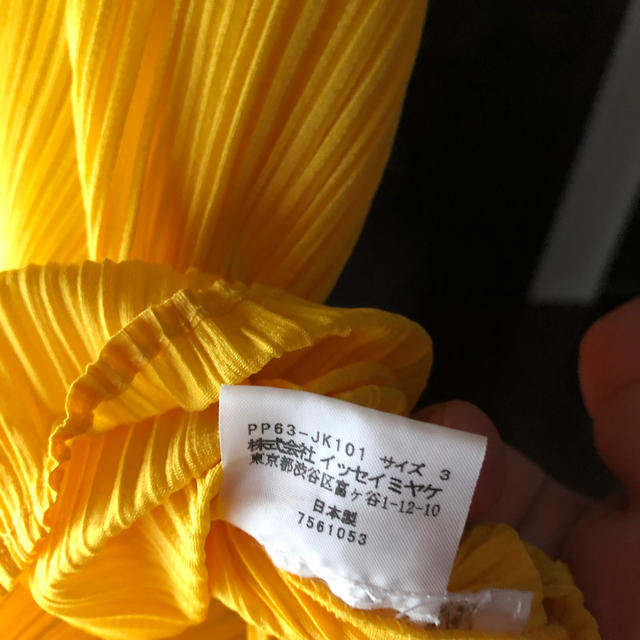 PP63-JK101 サイズ 3
株式会社 イッセイミヤケ
東京都渋谷区富ヶ谷1-12-10
日本製
7561053